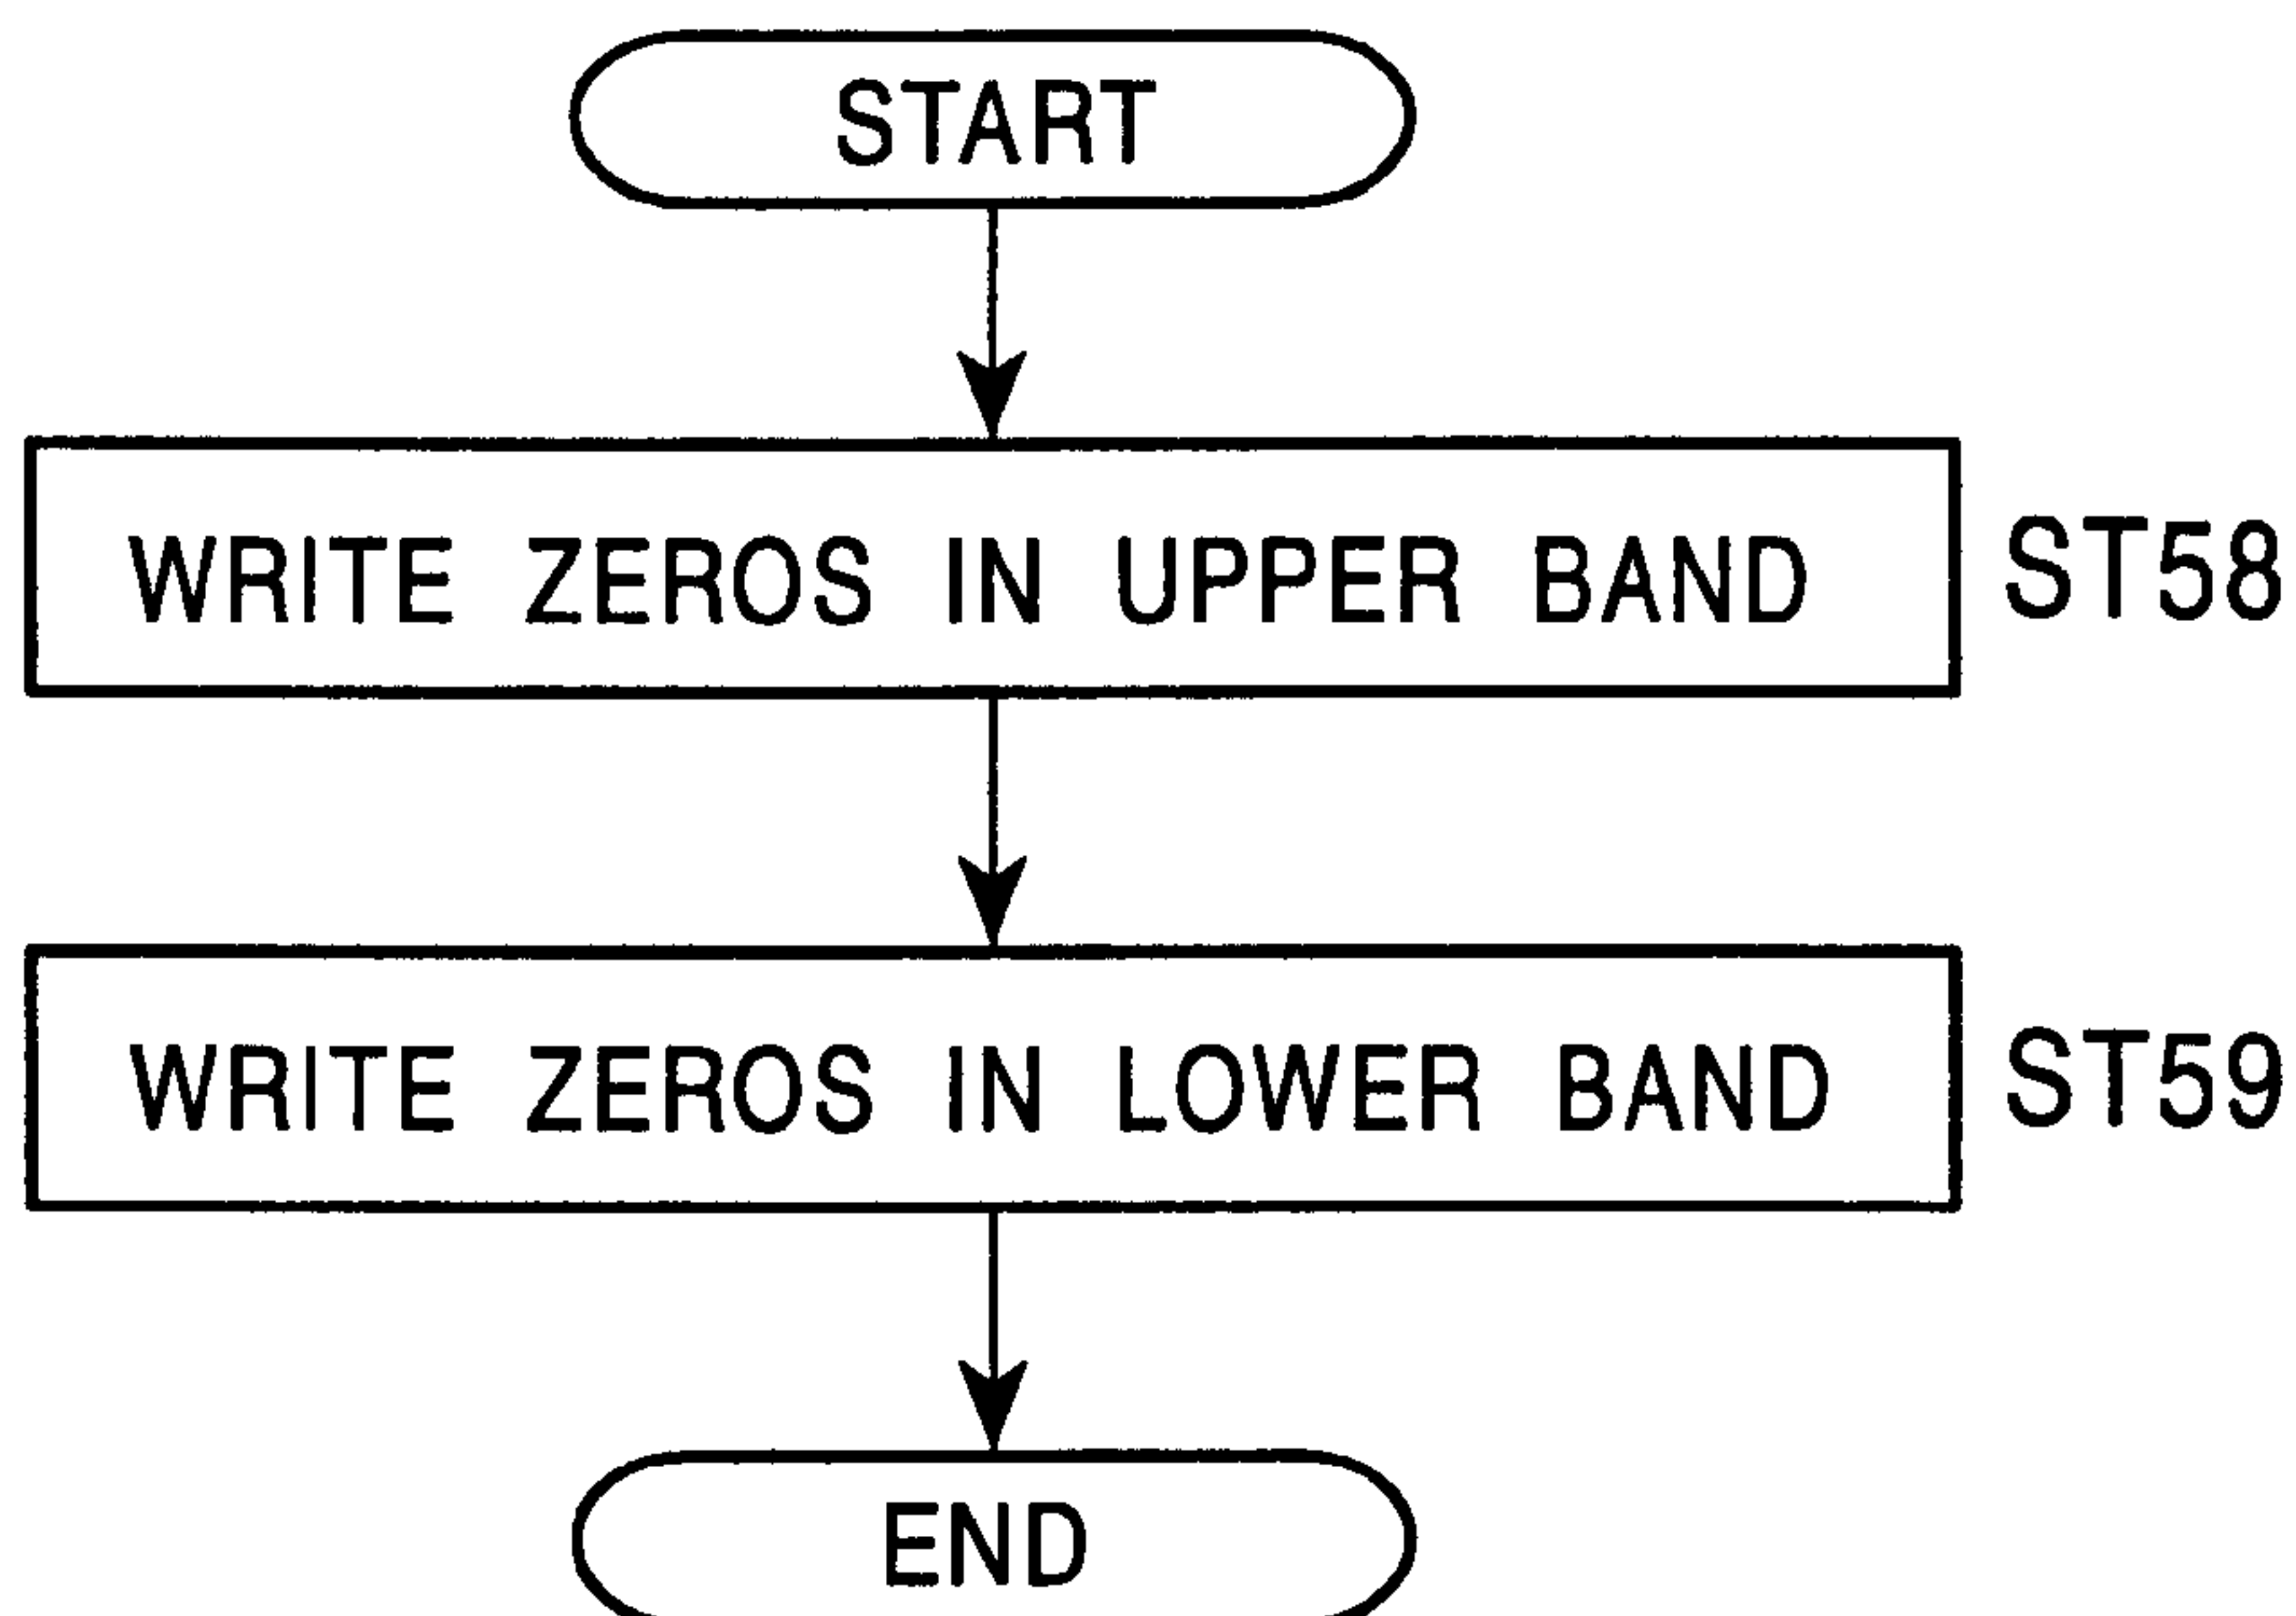 START
WRITE ZEROS IN UPPER BAND ST58
WRITE ZEROS IN LOWER BAND ST59
END